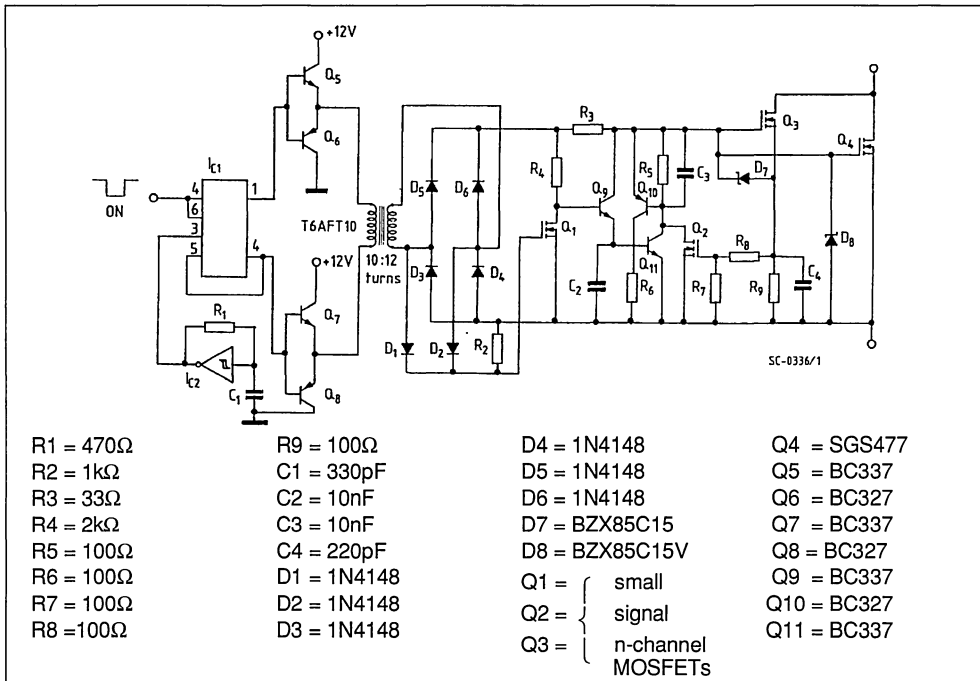 +12V
Q5
Q6
IC1
ON
4
6
3
5
1
4
T6AFT10
10:12
turns
+12V
Q7
Q8
R1
IC2
C1
D5
D6
D3
D4
D1
D2
R2
R3
R4
Q1
Q9
C2
R5
Q10
C3
Q11
R6
Q2
R7
R8
R9
C4
D7
D8
Q3
Q4
SC-0336/1
R1 = 470Ω
R2 = 1kΩ
R3 = 33Ω
R4 = 2kΩ
R5 = 100Ω
R6 = 100Ω
R7 = 100Ω
R8 =100Ω
R9 = 100Ω
C1 = 330pF
C2 = 10nF
C3 = 10nF
C4 = 220pF
D1 = 1N4148
D2 = 1N4148
D3 = 1N4148
D4 = 1N4148
D5 = 1N4148
D6 = 1N4148
D7 = BZX85C15
D8 = BZX85C15V
Q1 = small
Q2 = signal
Q3 = n-channel
MOSFETs
Q4 = SGS477
Q5 = BC337
Q6 = BC327
Q7 = BC337
Q8 = BC327
Q9 = BC337
Q10 = BC327
Q11 = BC337